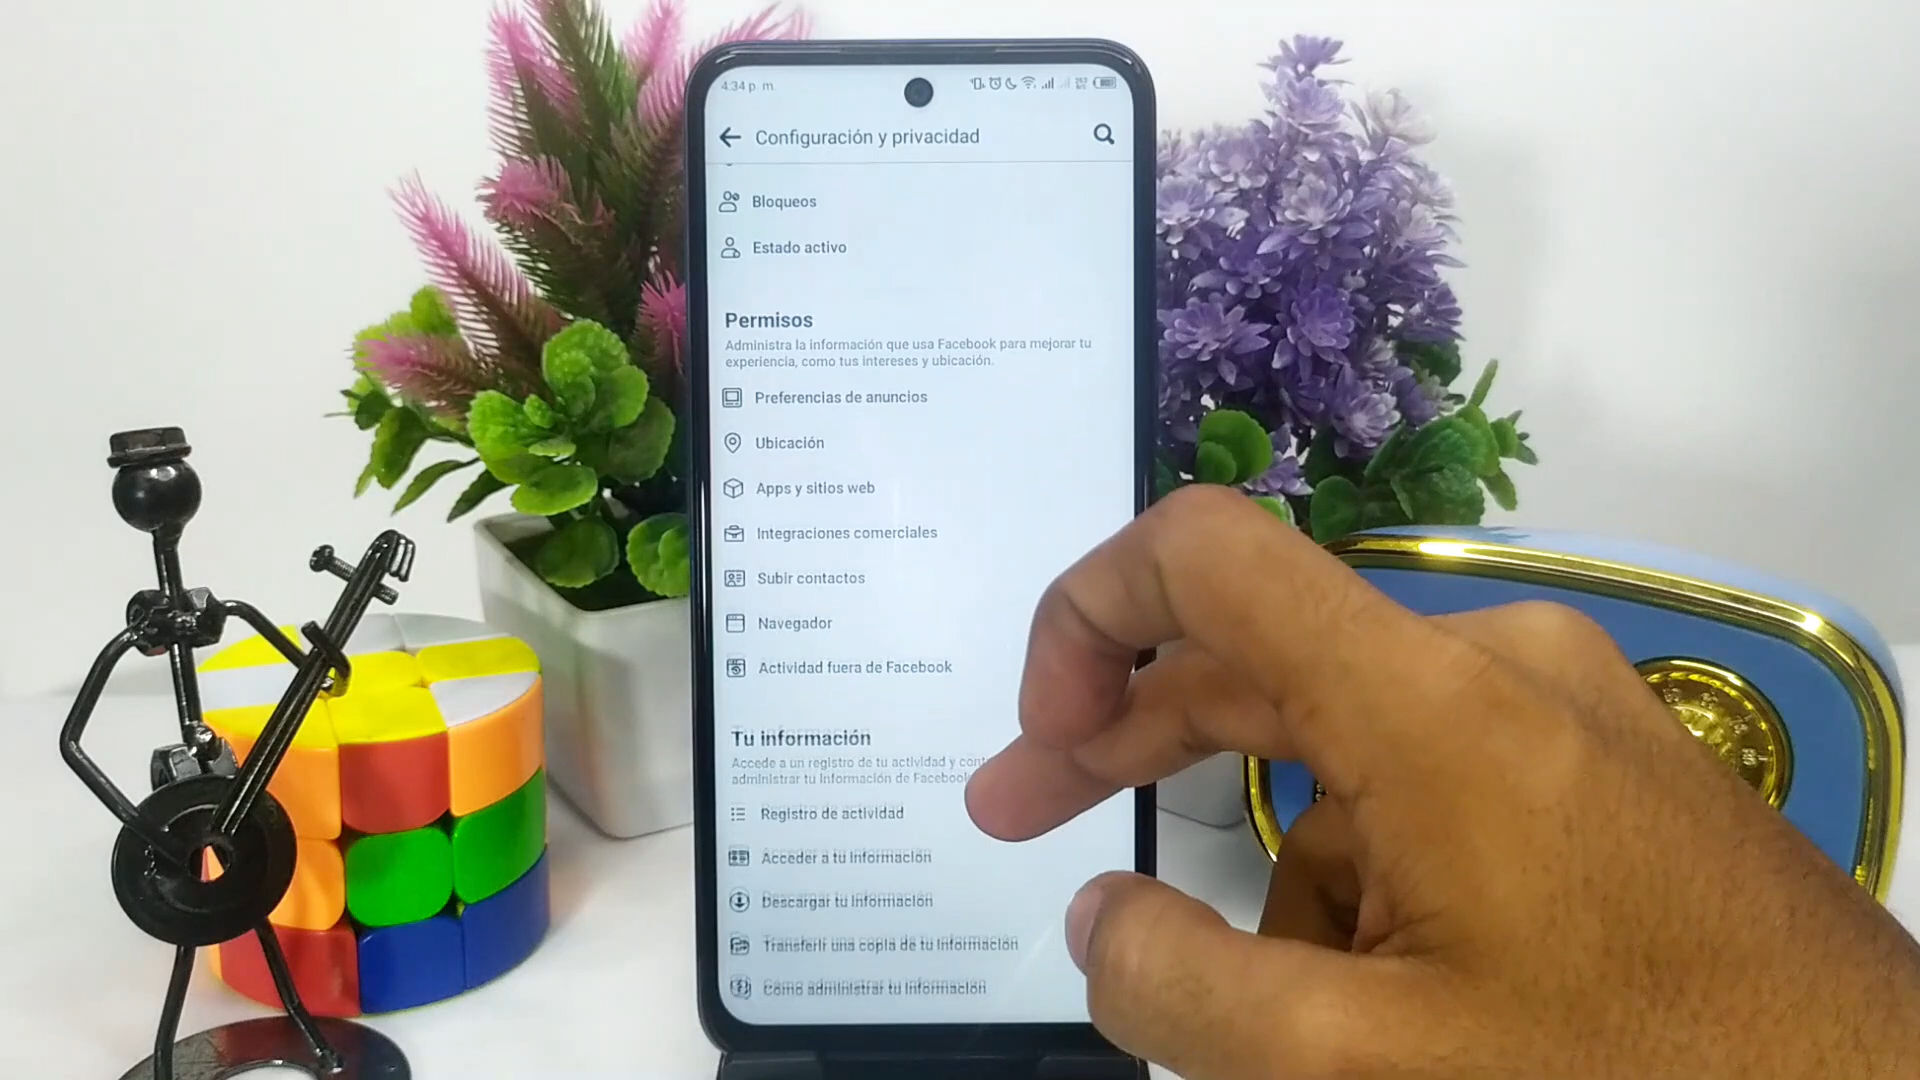 4:34 p. m.
Configuración y privacidad
Bloqueos
Estado activo
Permisos
Administra la información que usa Facebook para mejorar tu
experiencia, como tus intereses y ubicación.
Preferencias de anuncios
Ubicación
Apps y sitios web
Integraciones comerciales
Subir contactos
Navegador
Actividad fuera de Facebook
Tu información
Accede a un registro de tu actividad y cont
administrar tu información de Facebook
Registro de actividad
Acceder a tu información
Descargar tu información
Transferir una copia de tu información
Cómo administrar tu información